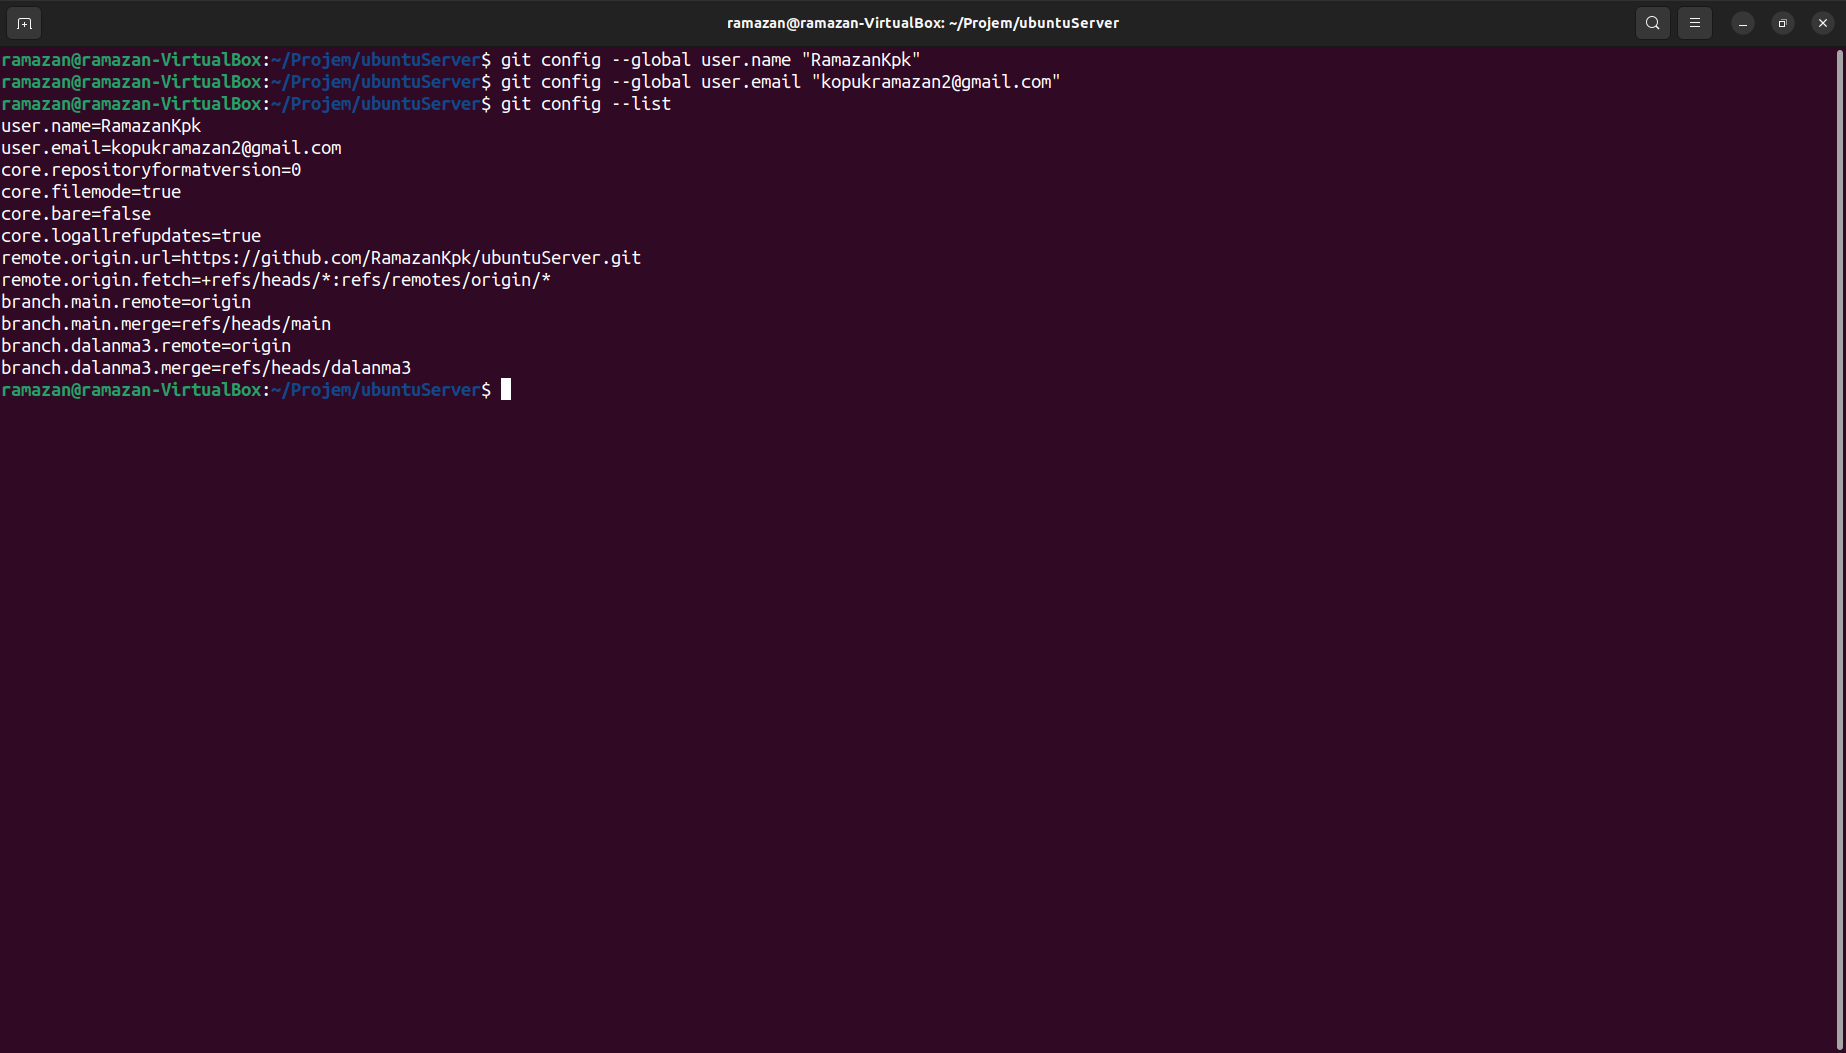 ramazan@ramazan-VirtualBox: ~/Projem/ubuntuServer
ramazan@ramazan-VirtualBox:~/Projem/ubuntuServer$ git config --global user.name "RamazanKpk"
ramazan@ramazan-VirtualBox:~/Projem/ubuntuServer$ git config --global user.email "kopukramazan2@gmail.com"
ramazan@ramazan-VirtualBox:~/Projem/ubuntuServer$ git config --list
user.name=RamazanKpk
user.email=kopukramazan2@gmail.com
core.repositoryformatversion=0
core.filemode=true
core.bare=false
core.logallrefupdates=true
remote.origin.url=https://github.com/RamazanKpk/ubuntuServer.git
remote.origin.fetch=+refs/heads/*:refs/remotes/origin/*
branch.main.remote=origin
branch.main.merge=refs/heads/main
branch.dalanma3.remote=origin
branch.dalanma3.merge=refs/heads/dalanma3
ramazan@ramazan-VirtualBox:~/Projem/ubuntuServer$